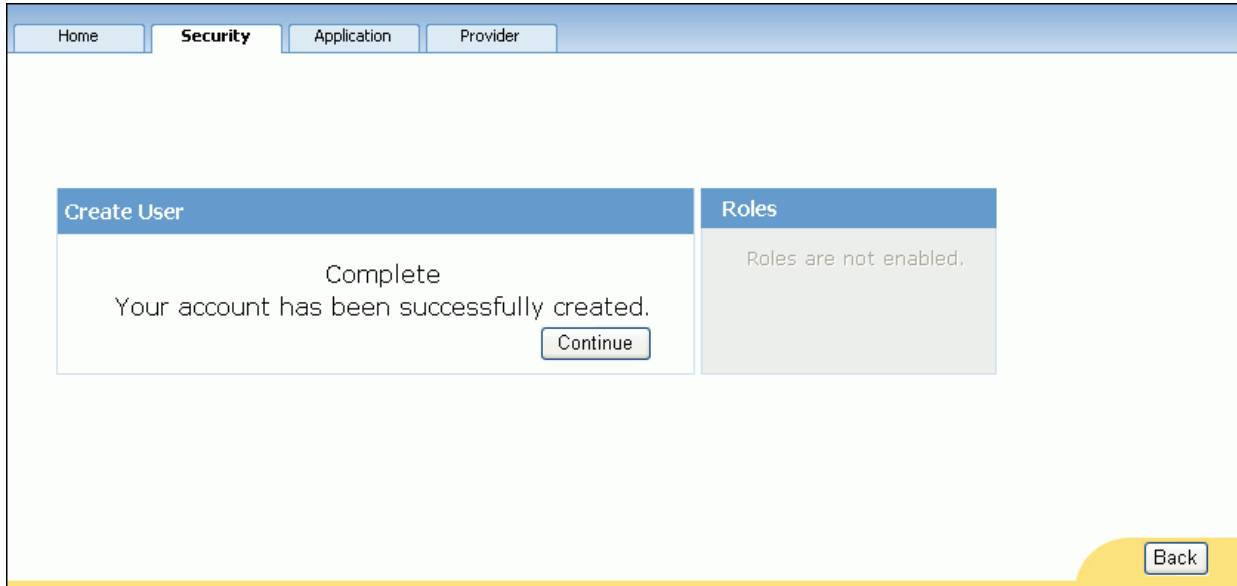 Home Security Application Provider
Create User
Complete
Your account has been successfully created.
Continue
Roles
Roles are not enabled.
Back